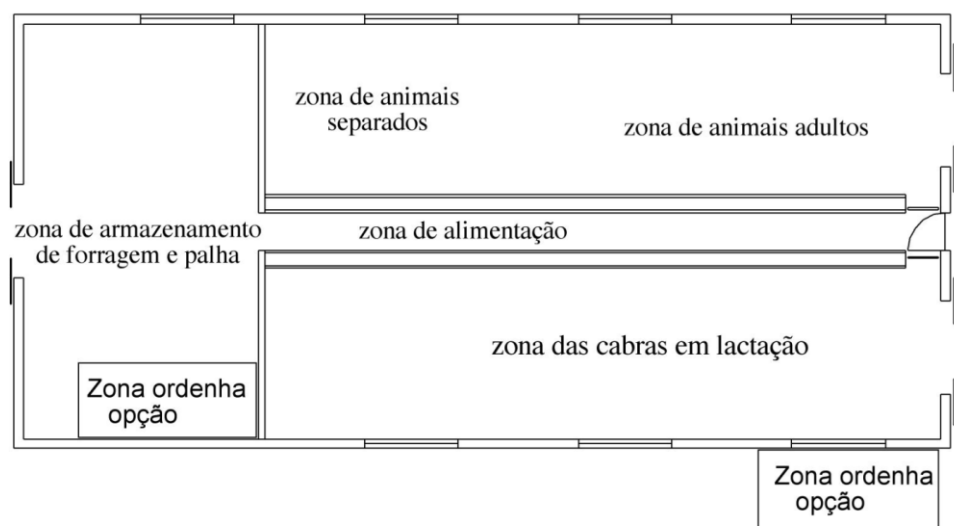 zona de animais
separados
zona de animais adultos
zona de armazenamento
de forragem e palha
zona de alimentação
zona das cabras em lactação
Zona ordenha
opção
Zona ordenha
opção